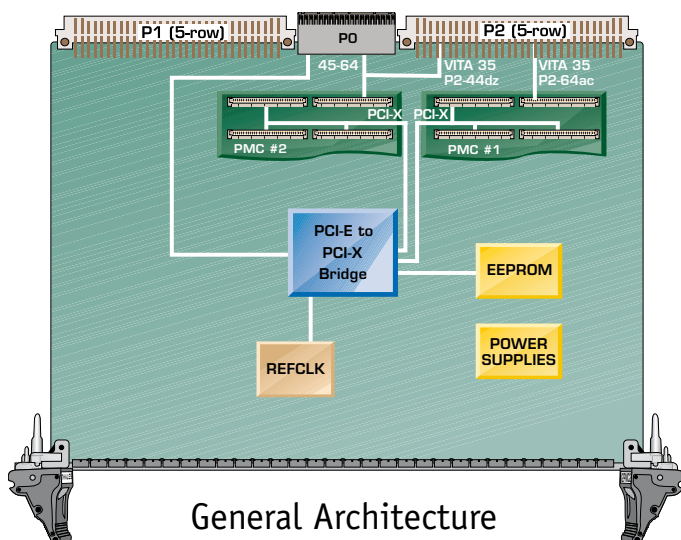 P1 (5-row)
P0
P2 (5-row)
45-64
VITA 35
P2-44dz
VITA 35
P2-64ac
PCI-X
PCI-X
PMC #2
PMC #1
PCI-E to
PCI-X
Bridge
EEPROM
REFCLK
POWER
SUPPLIES
General Architecture